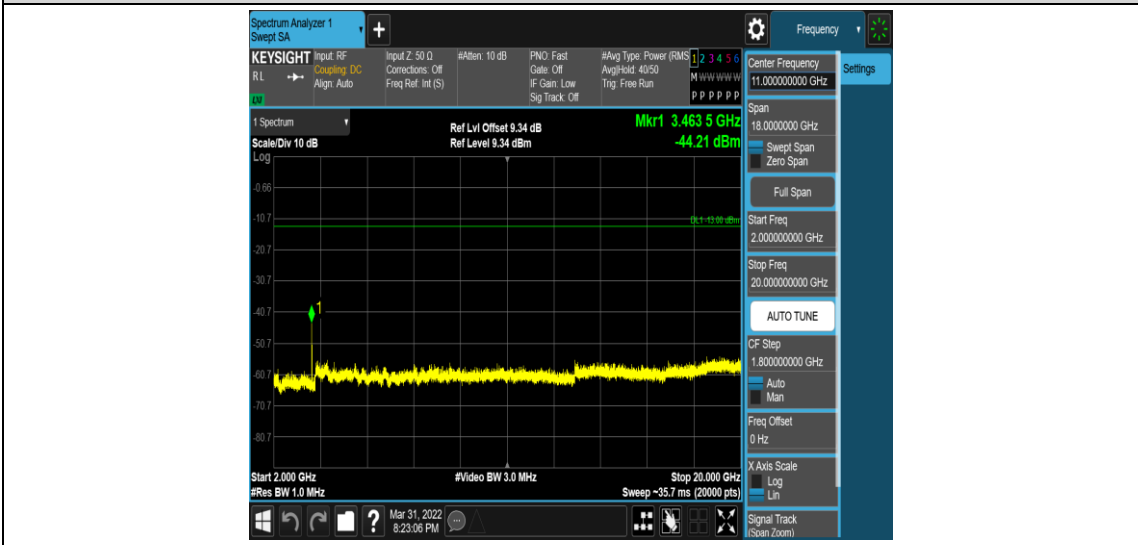 Spectrum Analyzer 1
Swept SA
+
Frequency
KEYSIGHT
RL
LXI
Input: RF
Coupling: DC
Align: Auto
Input Z: 50 Ω
Corrections: Off
Freq Ref: Int (S)
#Atten: 10 dB
PNO: Fast
Gate: Off
IF Gain: Low
Sig Track: Off
#Avg Type: Power (RMS
Avg|Hold: 40/50
Trig: Free Run
1 2 3 4 5 6
M W W W W W
P P P P P P
1 Spectrum
Scale/Div 10 dB
Log
Ref Lvl Offset 9.34 dB
Ref Level 9.34 dBm
Mkr1 3.463 5 GHz
-44.21 dBm
-0.66
-10.7
DL1 -13.00 dBm
-20.7
-30.7
-40.7
1
-50.7
-60.7
-70.7
-80.7
Start 2.000 GHz
#Res BW 1.0 MHz
#Video BW 3.0 MHz
Stop 20.000 GHz
Sweep ~35.7 ms (20000 pts)
?
Mar 31, 2022
8:23:06 PM
Center Frequency
11.000000000 GHz
Settings
Span
18.0000000 GHz
Swept Span
Zero Span
Full Span
Start Freq
2.000000000 GHz
Stop Freq
20.000000000 GHz
AUTO TUNE
CF Step
1.800000000 GHz
Auto
Man
Freq Offset
0 Hz
X Axis Scale
Log
Lin
Signal Track
(Span Zoom)